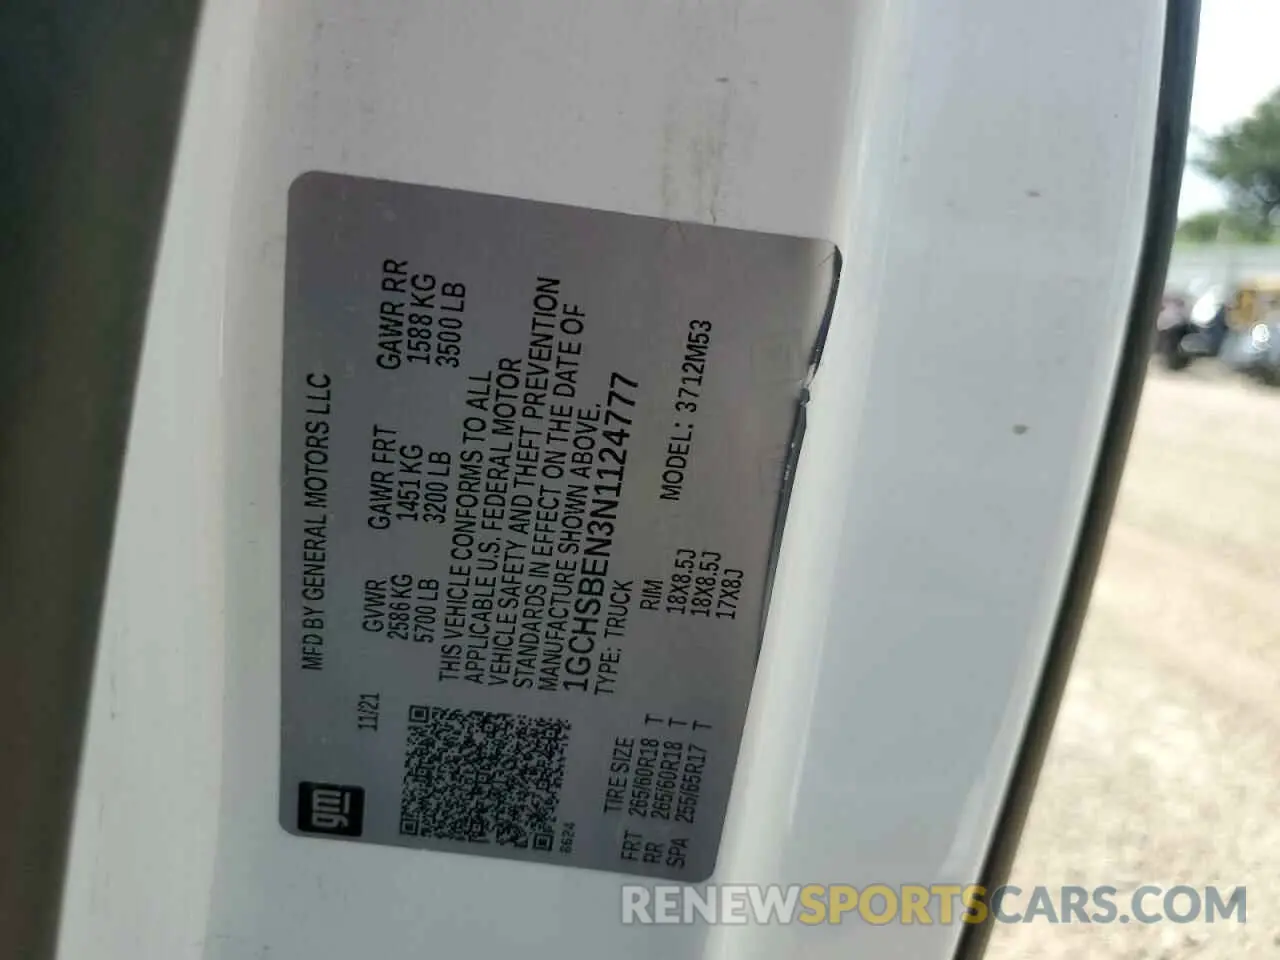 MFD BY GENERAL MOTORS LLC
11/21
GVWR GAWR FRT GAWR RR
2586 KG 1451 KG 1588 KG
5700 LB 3200 LB 3500 LB
THIS VEHICLE CONFORMS TO ALL
APPLICABLE U.S. FEDERAL MOTOR
VEHICLE SAFETY AND THEFT PREVENTION
STANDARDS IN EFFECT ON THE DATE OF
MANUFACTURE SHOWN ABOVE.
1GCHSBEN3N1124777
TYPE: TRUCK
gm
8624
TIRE SIZE RIM MODEL: 3712M53
FRT 265/60R18 T 18X8.5J
RR 265/60R18 T 18X8.5J
SPA 255/65R17 T 17X8J
RENEWSPORTSCARS.COM